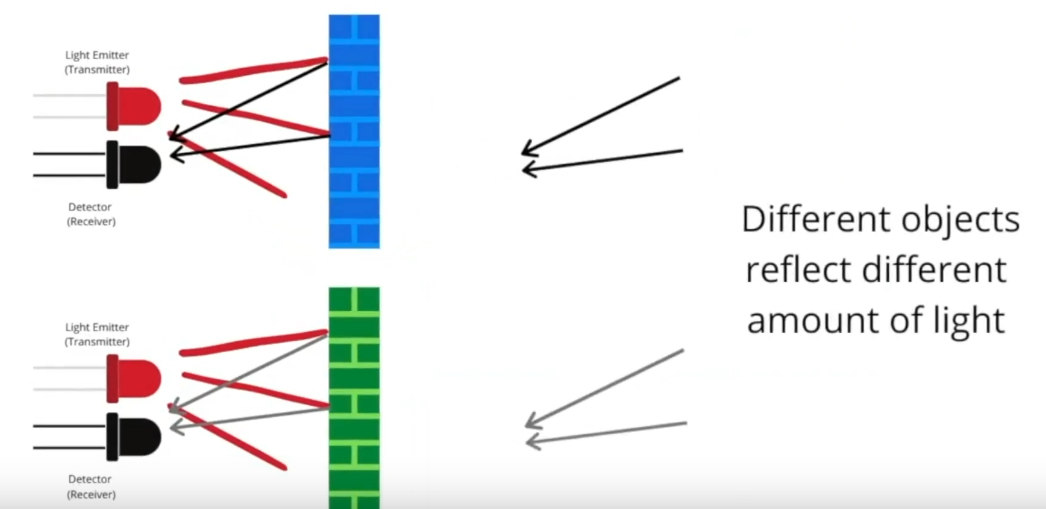 Light Emitter
(Transmitter)
Detector
(Receiver)
Different objects
reflect different
amount of light
Light Emitter
(Transmitter)
Detector
(Receiver)